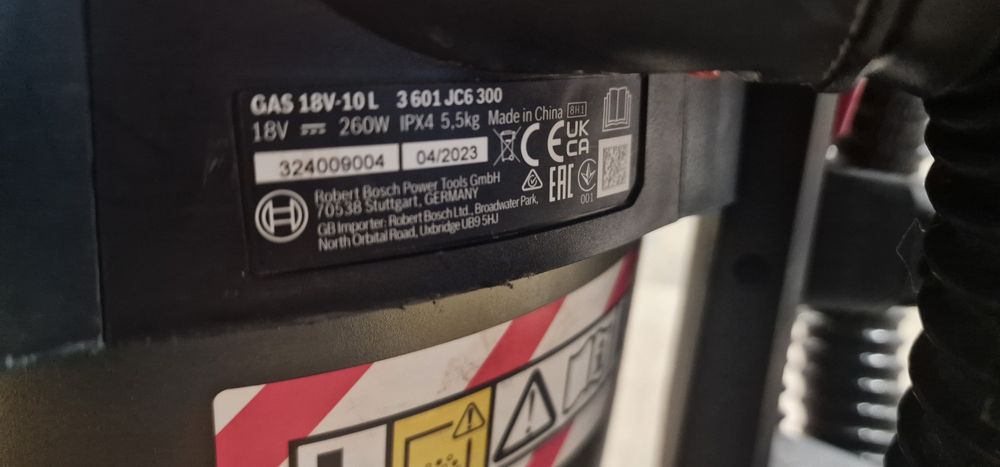 GAS 18V-10 L 3 601 JC6 300
18V 260W IPX4 5,5kg Made in China 8H1
324009004 04/2023
CE UK CA
Robert Bosch Power Tools GmbH
70538 Stuttgart, GERMANY
EAC 001
GB Importer: Robert Bosch Ltd., Broadwater Park,
North Orbital Road, Uxbridge UB9 5HJ